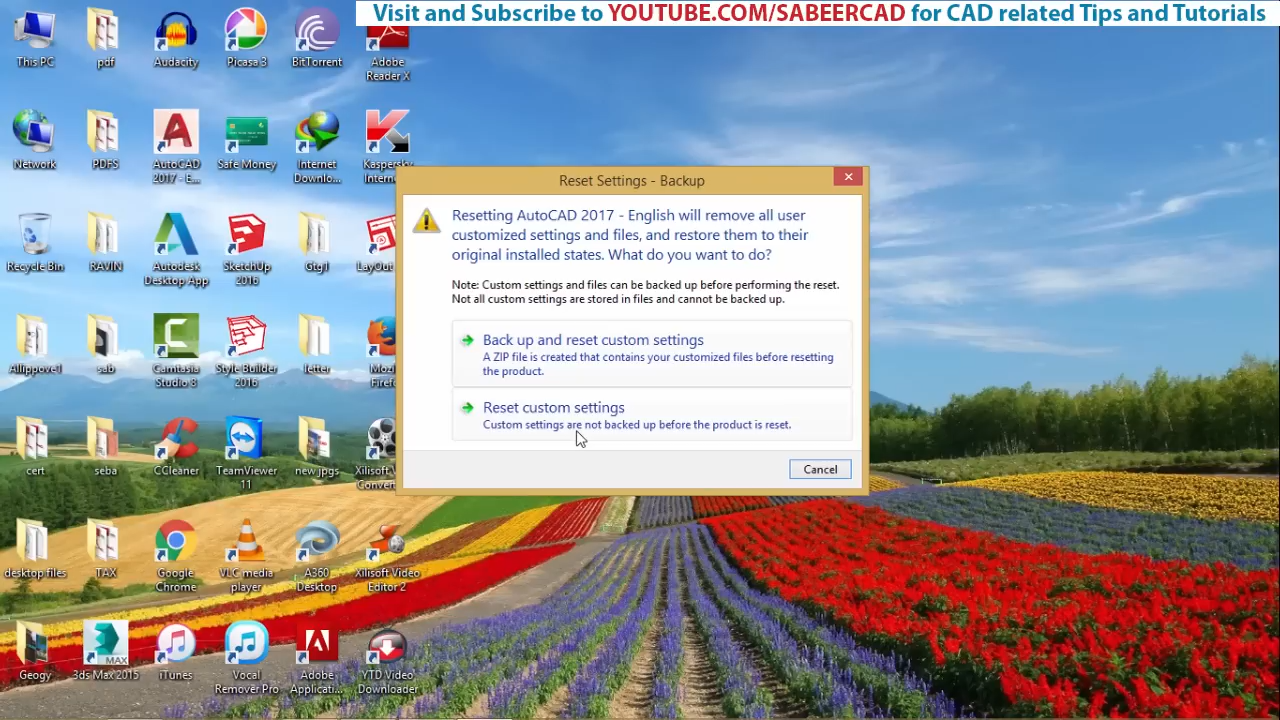 Visit and Subscribe to YOUTUBE.COM/SABEERCAD for CAD related Tips and Tutorials
This PC
pdf
Audacity
Picasa 3
BitTorrent
Adobe
Reader X
Network
PDFS
AutoCAD
2017 - E...
Safe Money
Internet
Downlo...
Kaspersky
Intern
Recycle Bin
RAVIN
Autodesk
Desktop App
SketchUp
2016
Gtg1
LayOut
Allippove1
sab
Camtasia
Studio 8
Style Builder
2016
letter
Mozi
Firef
cert
seba
CCleaner
TeamViewer
11
new jpgs
Xilisoft V
Conver
desktop files
TAX
Google
Chrome
VLC media
player
A360
Desktop
Xilisoft Video
Editor 2
Geogy
MAX
3ds Max 2015
iTunes
Vocal
Remover Pro
Adobe
Applicati...
YTD Video
Downloader
Reset Settings - Backup
Resetting AutoCAD 2017 - English will remove all user
customized settings and files, and restore them to their
original installed states. What do you want to do?
Note: Custom settings and files can be backed up before performing the reset.
Not all custom settings are stored in files and cannot be backed up.
Back up and reset custom settings
A ZIP file is created that contains your customized files before resetting
the product.
Reset custom settings
Custom settings are not backed up before the product is reset.
Cancel